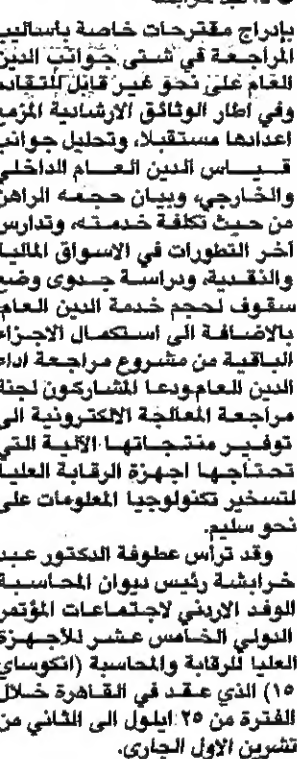 بإدراج مقترحات خاصة بأساليب
المراجعة في شتى جوانب الدين
العام على نحو غير قابل للتقادم
وفي اطار الوثائق الارشادية المزمع
اعدادها مستقبلا، وتحليل جوانب
قياس الدين العام الداخلي
والخارجي، وبيان حجمه الراهن
من حيث تكلفة خدمته، وتدارس
آخر التطورات في الاسواق المالية
والنقدية، ودراسة جدوى وضع
سقوف لحجم خدمة الدين العام،
بالاضافة الى استكمال الاجزاء
الباقية من مشروع مراجعة اداء
الدين العام.ودعا المشاركون لجنة
مراجعة المعالجة الالكترونية الى
توفير منتجاتها الآلية التي
تحتاجها اجهزة الرقابة العليا
لتسخير تكنولوجيا المعلومات على
نحو سليم.
وقد ترأس عطوفة الدكتور عبد
خرابشة رئيس ديوان المحاسبة
الوفد الاردني لاجتماعات المؤتمر
الدولي الخامس عشر للأجهزة
العليا للرقابة والمحاسبة (انكوساي
١٥) الذي عقد في القاهرة خلال
الفترة من ٢٥ ايلول الى الثاني من
تشرين الاول الجاري.